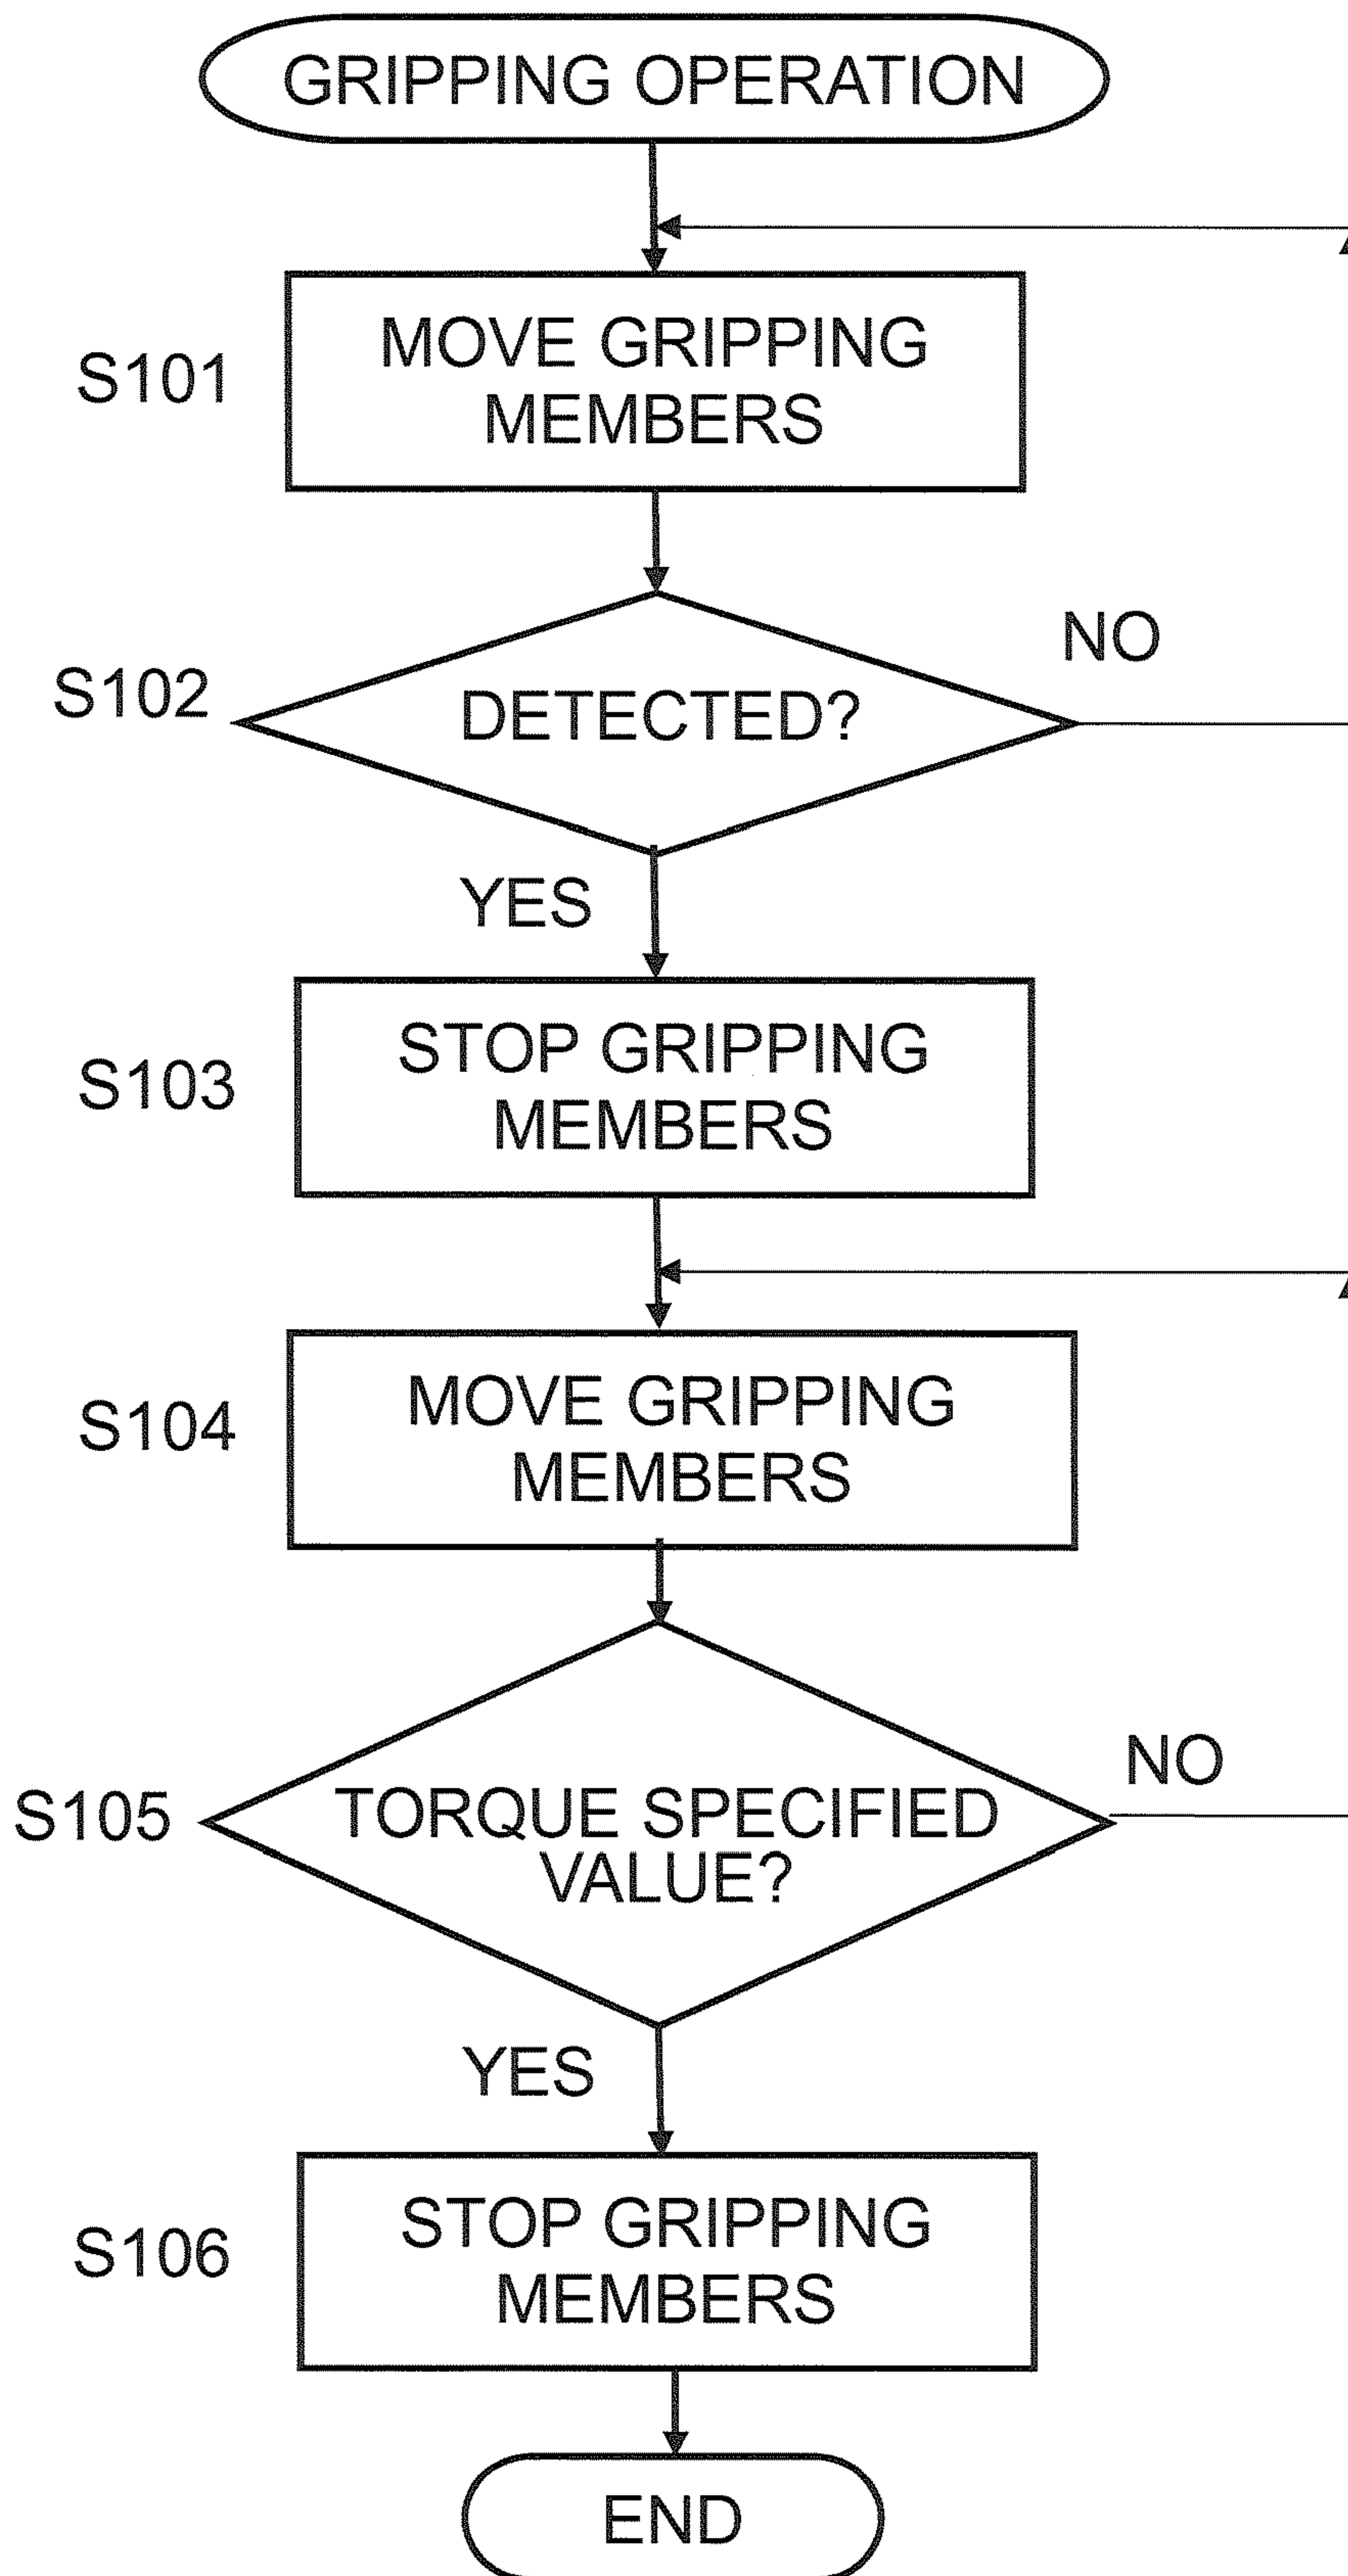 GRIPPING OPERATION
S101
MOVE GRIPPING
MEMBERS
S102
DETECTED?
NO
YES
S103
STOP GRIPPING
MEMBERS
S104
MOVE GRIPPING
MEMBERS
S105
TORQUE SPECIFIED
VALUE?
NO
YES
S106
STOP GRIPPING
MEMBERS
END